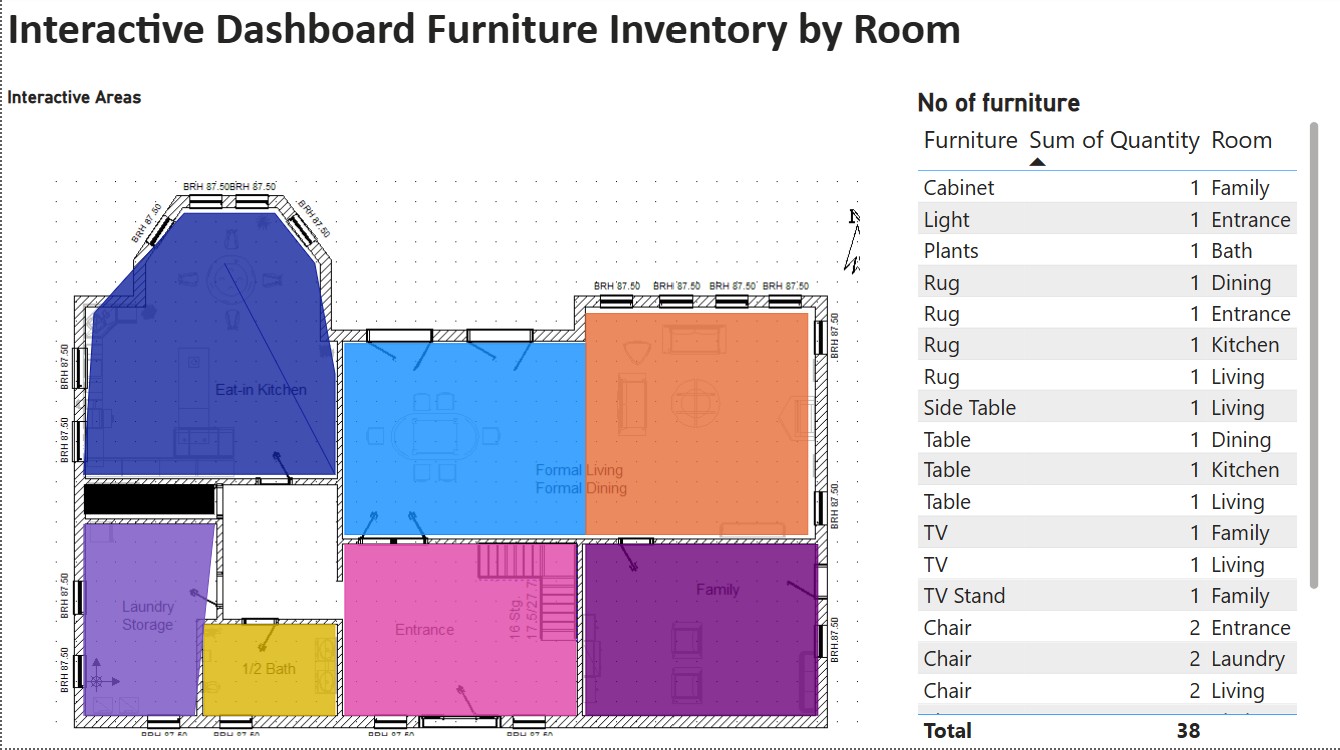 Interactive Dashboard Furniture Inventory by Room
Interactive Areas
BRH 87.50BRH 87.50
BRH 87.50
BRH 87.50
BRH 87.50 BRH 87.50 BRH 87.50 BRH 87.50
BRH 87.50
BRH 87.50
BRH 87.50
Eat-in Kitchen
Formal Living
Formal Dining
BRH 87.50
BRH 87.50
BRH 87.50
BRH 87.50
Laundry
Storage
1/2 Bath
Entrance
16 Stg.
17.5/27.7
Family
N
BRH 87.50 BRH 87.50 BRH 87.50 BRH 87.50
No of furniture
Furniture Sum of Quantity Room
Cabinet 1 Family
Light 1 Entrance
Plants 1 Bath
Rug 1 Dining
Rug 1 Entrance
Rug 1 Kitchen
Rug 1 Living
Side Table 1 Living
Table 1 Dining
Table 1 Kitchen
Table 1 Living
TV 1 Family
TV 1 Living
TV Stand 1 Family
Chair 2 Entrance
Chair 2 Laundry
Chair 2 Living
Total 38